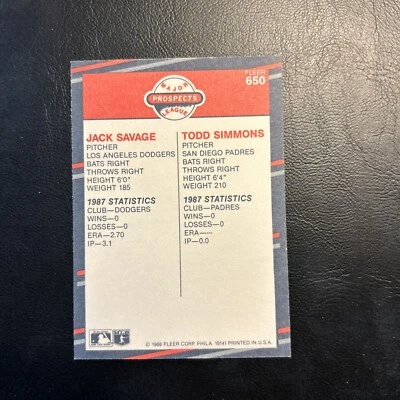 FLEER
650
MAJOR
PROSPECTS
LEAGUE
JACK SAVAGE
PITCHER
LOS ANGELES DODGERS
BATS RIGHT
THROWS RIGHT
HEIGHT 6'0"
WEIGHT 185
1987 STATISTICS
CLUB—DODGERS
WINS—0
LOSSES—0
ERA—2.70
IP—3.1
TODD SIMMONS
PITCHER
SAN DIEGO PADRES
BATS RIGHT
THROWS RIGHT
HEIGHT 6'4"
WEIGHT 210
1987 STATISTICS
CLUB—PADRES
WINS—0
LOSSES—0
ERA—---
IP—0.0
© 1988 FLEER CORP. PHILA. 19141 PRINTED IN U.S.A.